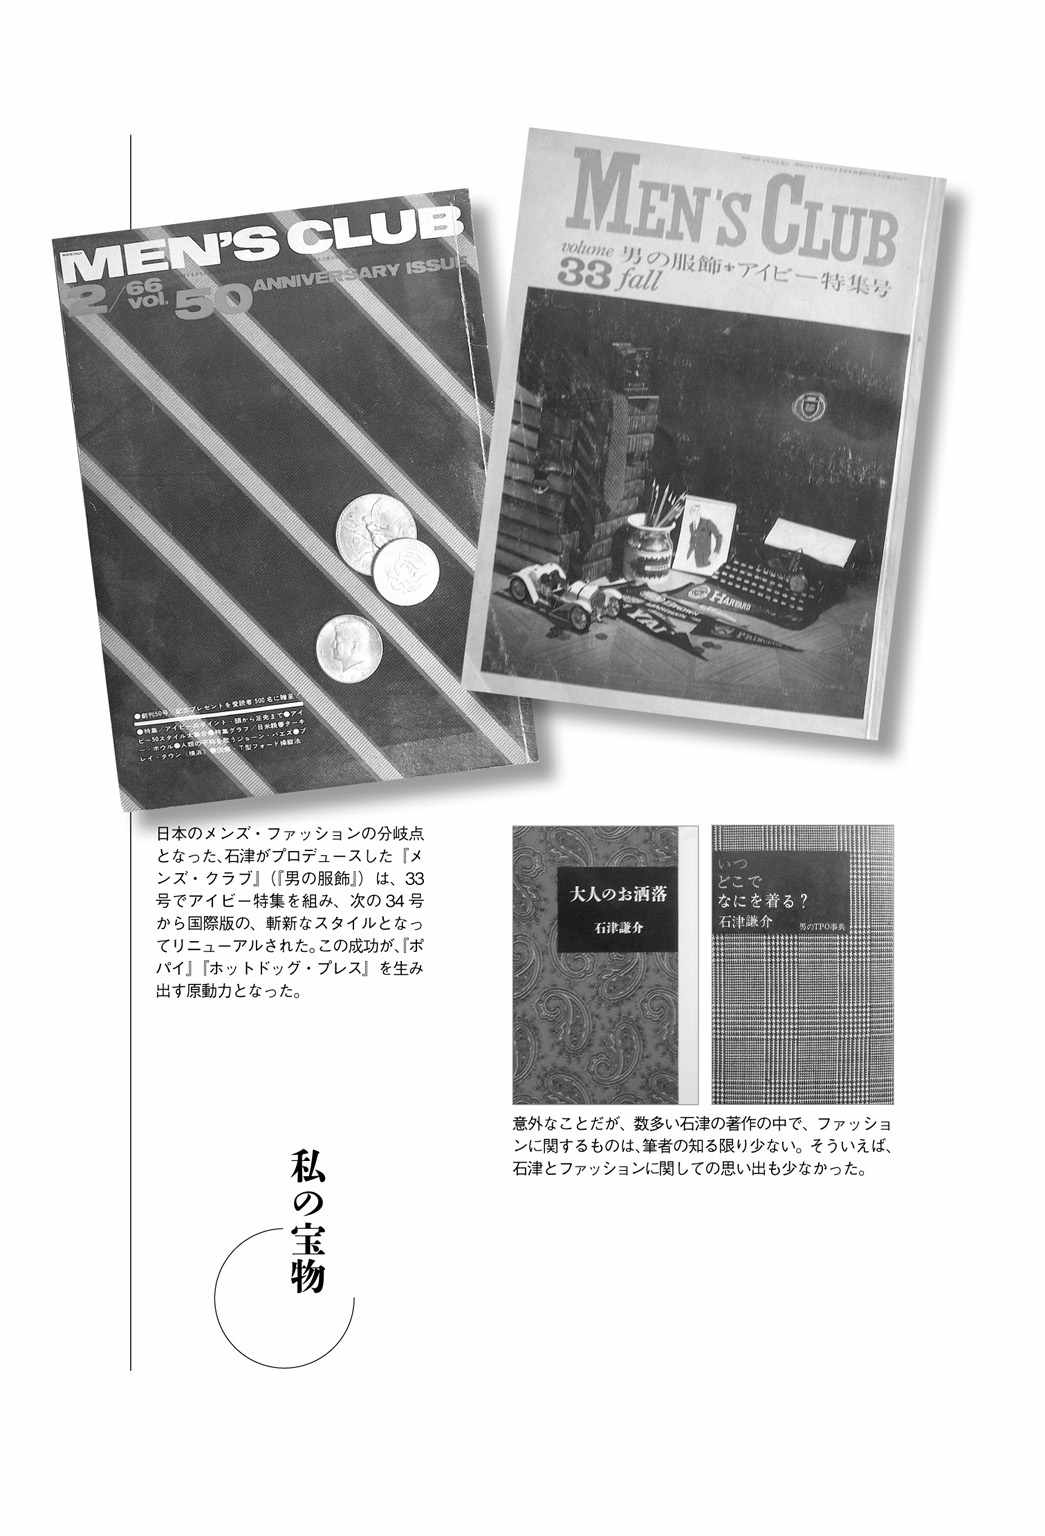 MEN'S CLUB
2/66
VOL. 50
ANNIVERSARY ISSUE
●特集/アイビー
MEN'S CLUB
volume 33 fall
男の服飾+アイビー特集号
HARVARD
YALE
PRINCE
日本のメンズ・ファッションの分岐点
となった、石津がプロデュースした『メ
ンズ・クラブ』(『男の服飾』)は、33
号でアイビー特集を組み、次の34号
から国際版の、斬新なスタイルとなっ
てリニューアルされた。この成功が、『ポ
パイ』『ホットドッグ・プレス』を生み
出す原動力となった。
大人のお洒落
石津謙介
いつ
どこで
なにを着る?
石津謙介
男のTPO事典
意外なことだが、数多い石津の著作の中で、ファッショ
ンに関するものは、筆者の知る限り少ない。そういえば、
石津とファッションに関しての思い出も少なかった。
私の宝物